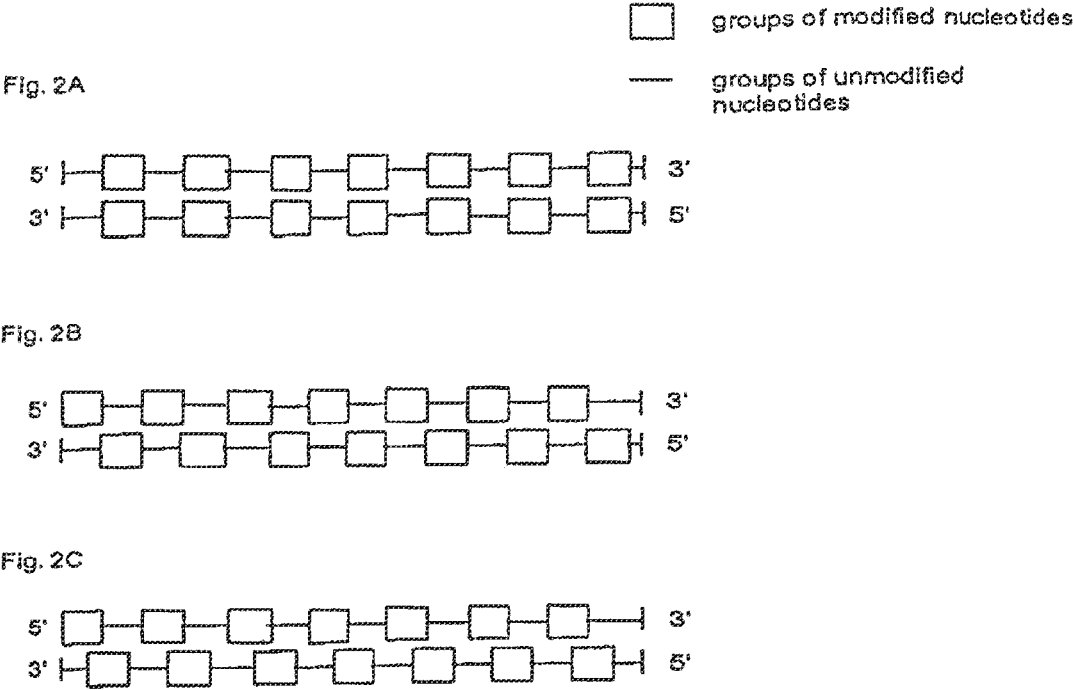 groups of modified nucleotides
Fig. 2A
groups of unmodified
nucleotides
5' 3'
3' 5'
Fig. 2B
5' 3'
3' 5'
Fig. 2C
5' 3'
3' 5'